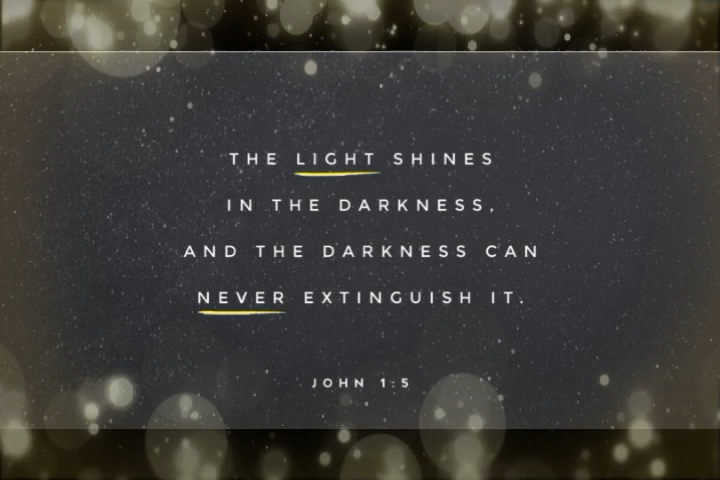 THE LIGHT SHINES
IN THE DARKNESS,
AND THE DARKNESS CAN
NEVER EXTINGUISH IT.
JOHN 1:5